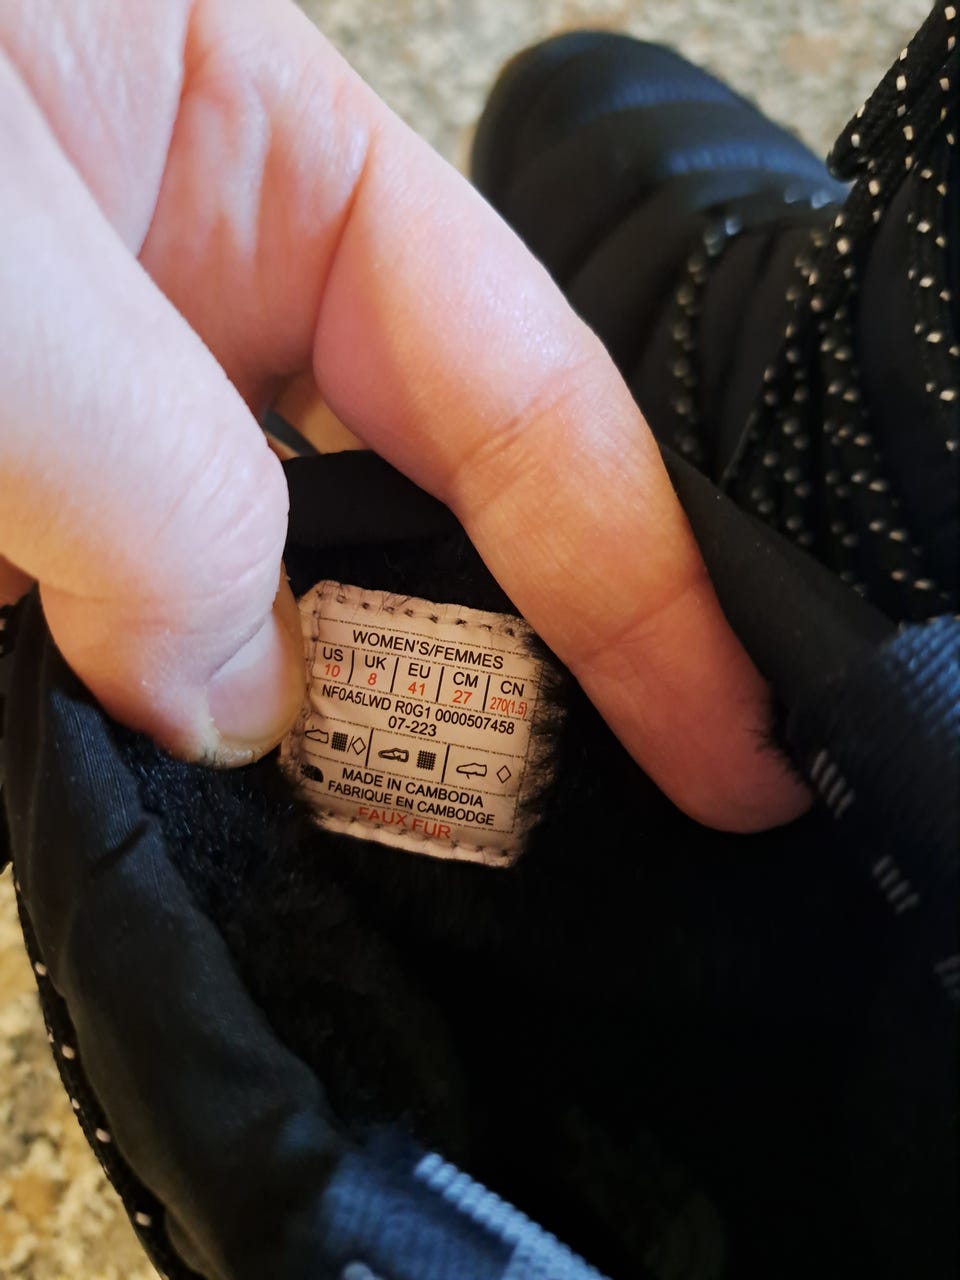 WOMEN'S/FEMMES
US UK EU CM CN
10 8 41 27 270(1.5)
NF0A5LWD R0G1 0000507458
07-223
MADE IN CAMBODIA
FABRIQUE EN CAMBODGE
FAUX FUR